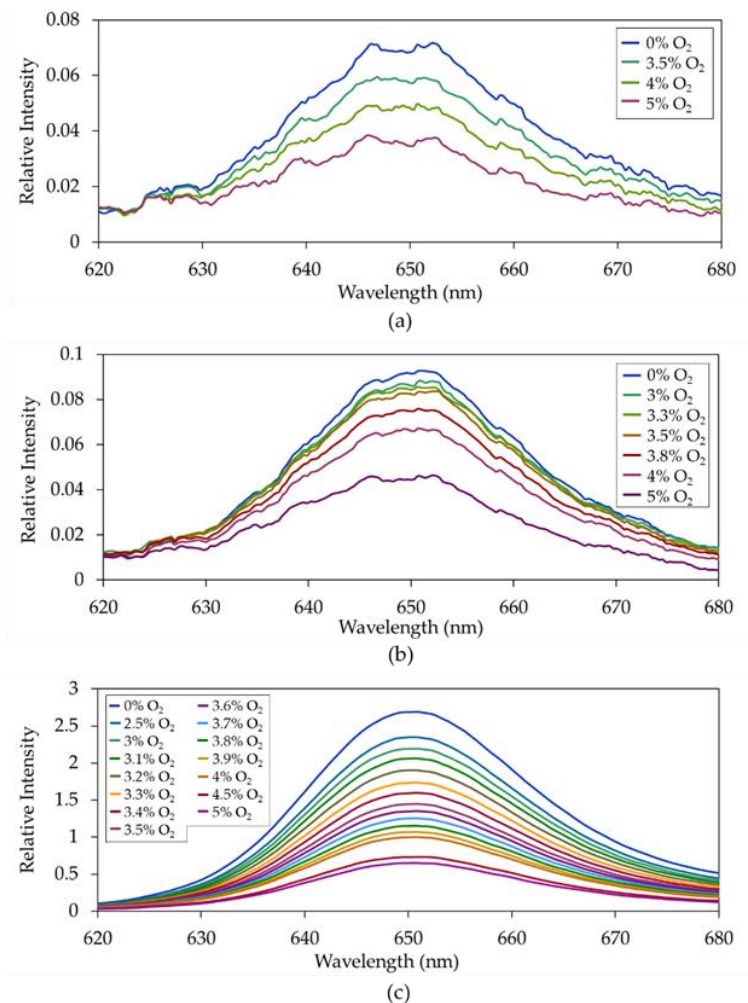 0.08
0.06
0.04
0.02
0
Relative Intensity
0% O₂
3.5% O₂
4% O₂
5% O₂
620 630 640 650 660 670 680
Wavelength (nm)
(a)
0.1
0.08
0.06
0.04
0.02
0
Relative Intensity
0% O₂
3% O₂
3.3% O₂
3.5% O₂
3.8% O₂
4% O₂
5% O₂
620 630 640 650 660 670 680
Wavelength (nm)
(b)
3
2.5
2
1.5
1
0.5
0
Relative Intensity
0% O₂ 3.6% O₂
2.5% O₂ 3.7% O₂
3% O₂ 3.8% O₂
3.1% O₂ 3.9% O₂
3.2% O₂ 4% O₂
3.3% O₂ 4.5% O₂
3.4% O₂ 5% O₂
3.5% O₂
620 630 640 650 660 670 680
Wavelength (nm)
(c)